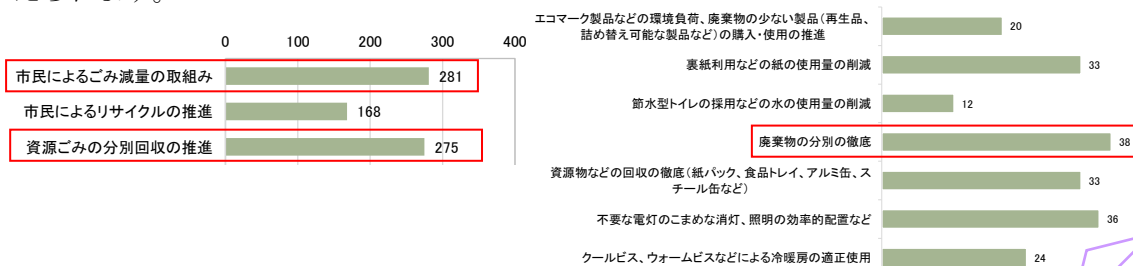 0 100 200 300 400
市民によるごみ減量の取組み 281
市民によるリサイクルの推進 168
資源ごみの分別回収の推進 275
エコマーク製品などの環境負荷、廃棄物の少ない製品(再生品、
詰め替え可能な製品など)の購入・使用の推進 20
裏紙利用などの紙の使用量の削減 33
節水型トイレの採用などの水の使用量の削減 12
廃棄物の分別の徹底 38
資源物などの回収の徹底(紙パック、食品トレイ、アルミ缶、ス
チール缶など) 33
不要な電灯のこまめな消灯、照明の効率的配置など 36
クールビス、ウォームビスなどによる冷暖房の適正使用 24